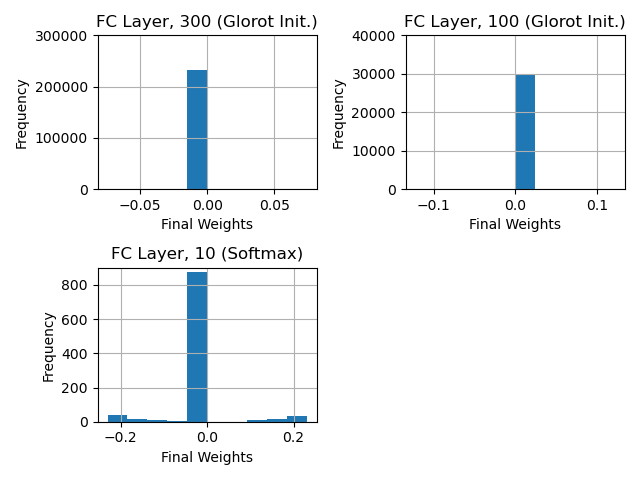 FC Layer, 300 (Glorot Init.)
300000
200000
100000
0
Frequency
−0.05
0.00
0.05
Final Weights
FC Layer, 100 (Glorot Init.)
40000
30000
20000
10000
0
Frequency
−0.1
0.0
0.1
Final Weights
FC Layer, 10 (Softmax)
800
600
400
200
0
Frequency
−0.2
0.0
0.2
Final Weights